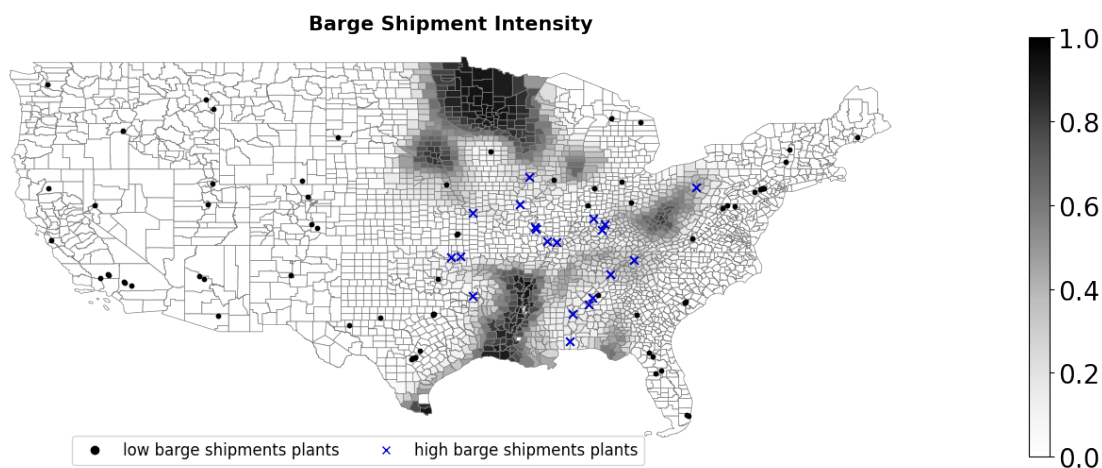 Barge Shipment Intensity
1.0
0.8
0.6
0.4
0.2
0.0
low barge shipments plants
high barge shipments plants